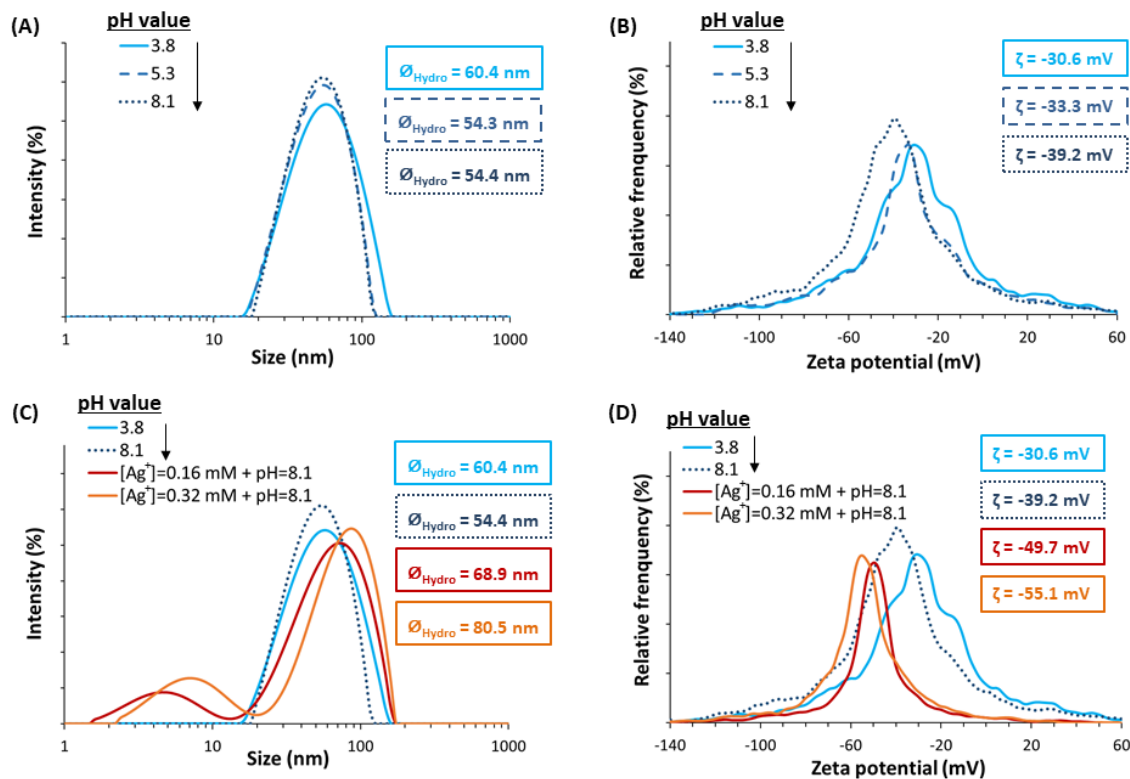 (A)
pH value
3.8
5.3
8.1
ØHydro = 60.4 nm
ØHydro = 54.3 nm
ØHydro = 54.4 nm
Intensity (%)
1 10 100 1000
Size (nm)
(B)
pH value
3.8
5.3
8.1
ζ = -30.6 mV
ζ = -33.3 mV
ζ = -39.2 mV
Relative frenquency (%)
-140 -100 -60 -20 20 60
Zeta potential (mV)
(C)
pH value
3.8
8.1
[Ag+]=0.16 mM + pH=8.1
[Ag+]=0.32 mM + pH=8.1
ØHydro = 60.4 nm
ØHydro = 54.4 nm
ØHydro = 68.9 nm
ØHydro = 80.5 nm
Intensity (%)
1 10 100 1000
Size (nm)
(D)
pH value
3.8
8.1
[Ag+]=0.16 mM + pH=8.1
[Ag+]=0.32 mM + pH=8.1
ζ = -30.6 mV
ζ = -39.2 mV
ζ = -49.7 mV
ζ = -55.1 mV
Relative frenquency (%)
-140 -100 -60 -20 20 60
Zeta potential (mV)